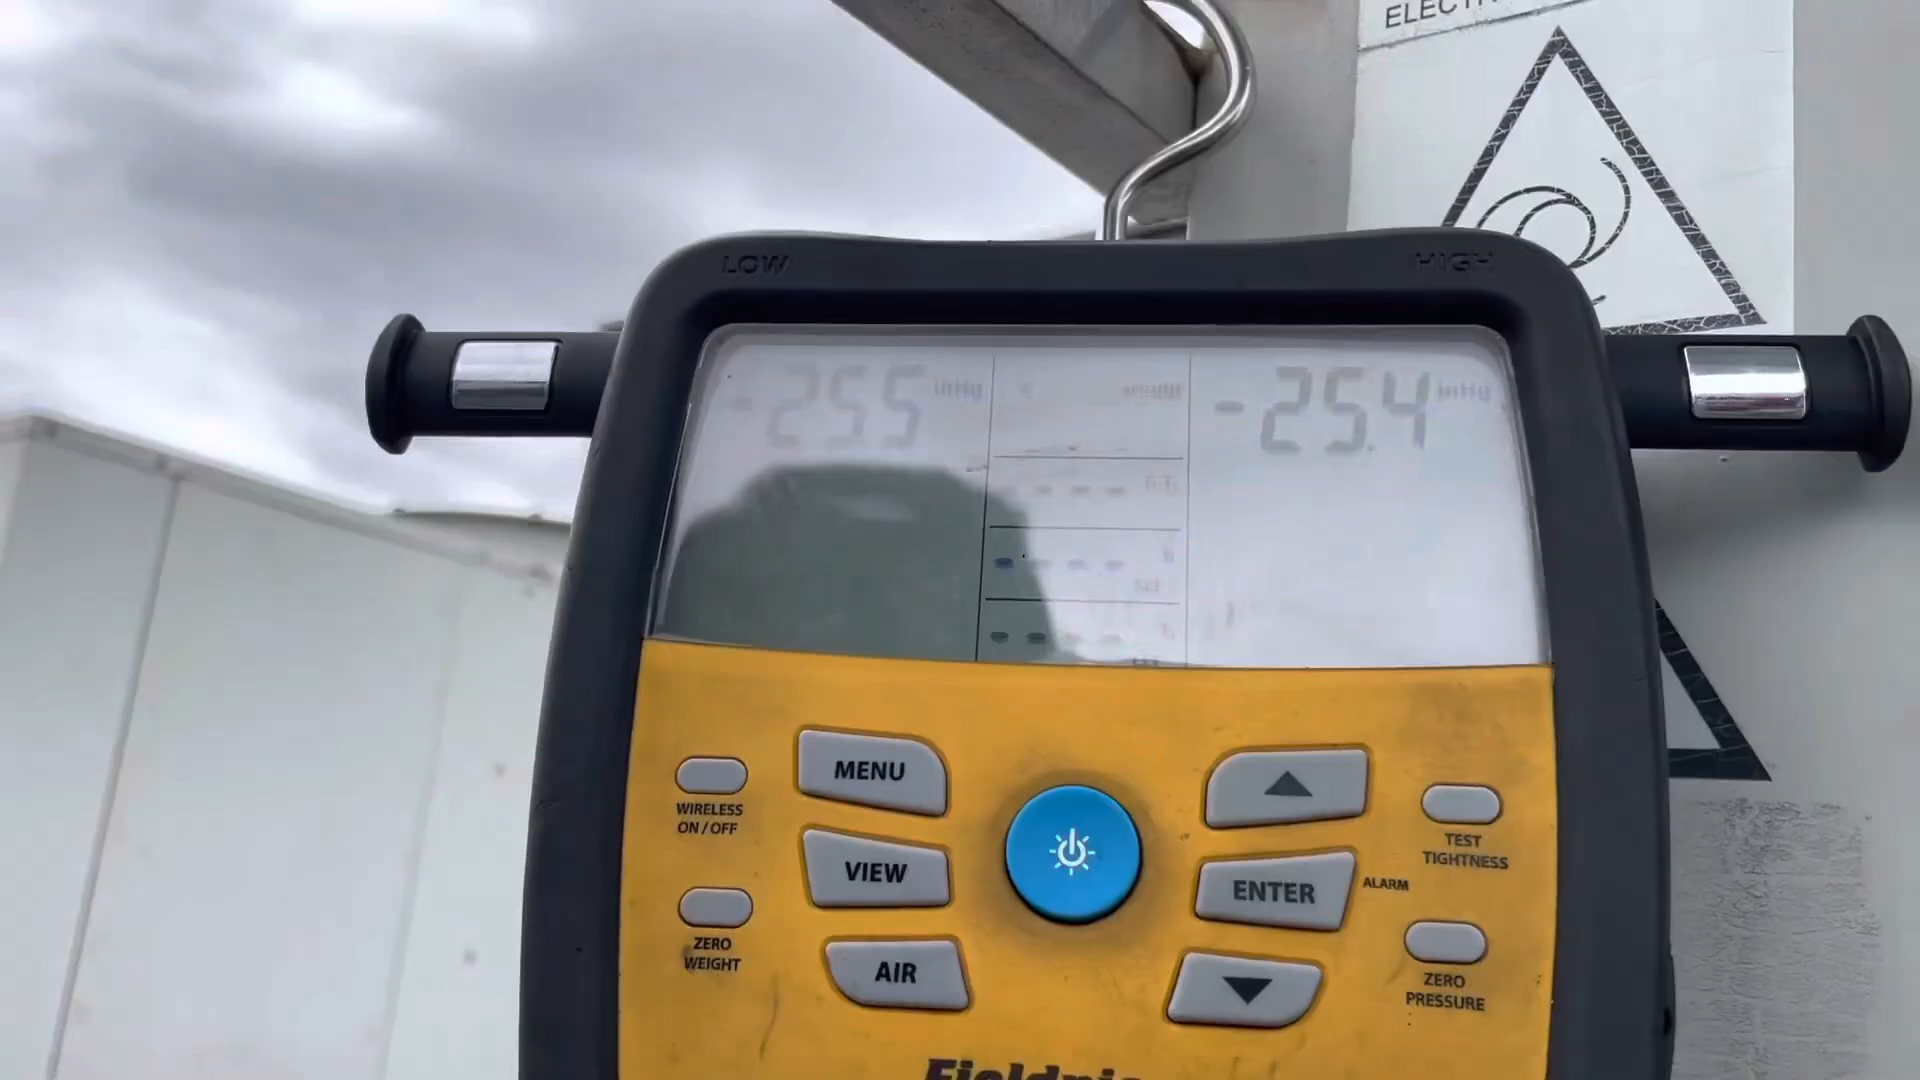 LOW
HIGH
-25.5 inHg
-25.4 inHg
MENU
WIRELESS
ON / OFF
VIEW
ENTER
ALARM
TEST
TIGHTNESS
ZERO
WEIGHT
AIR
ZERO
PRESSURE